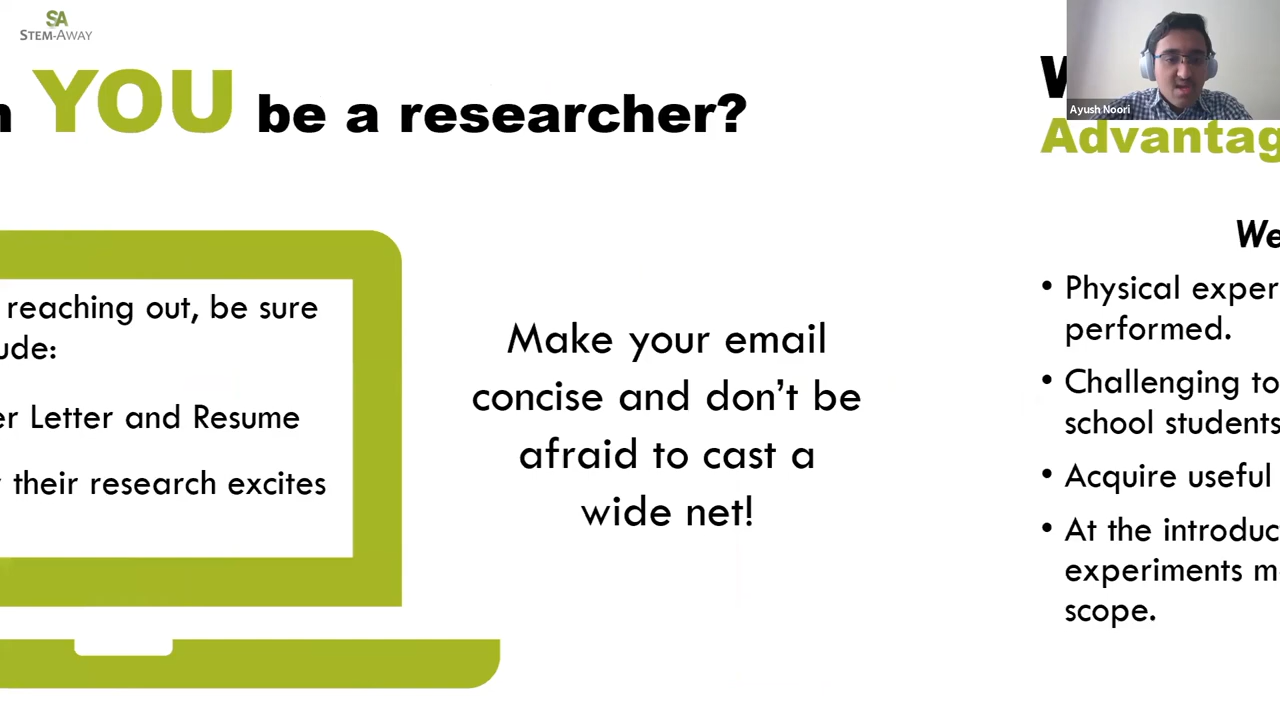 SA
STEM-AWAY
YOU be a researcher?
reaching out, be sure
Cover Letter and Resume
their research excites
Make your email
concise and don't be
afraid to cast a
wide net!
Ayush Noori
Advantag
We
• Physical exper
performed.
• Challenging to
school students
• Acquire useful
• At the introduc
experiments m
scope.